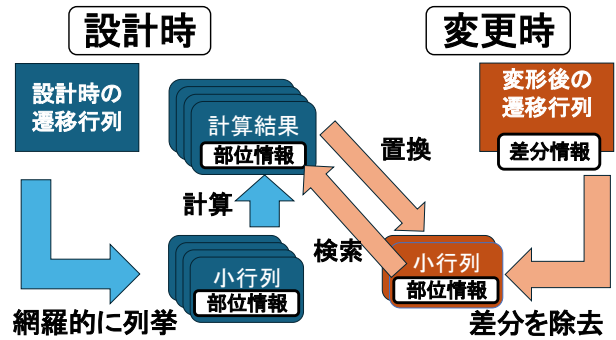 設計時
変更時
設計時の
遷移行列
計算結果
部位情報
変形後の
遷移行列
差分情報
置換
計算
検索
小行列
部位情報
小行列
部位情報
網羅的に列挙
差分を除去